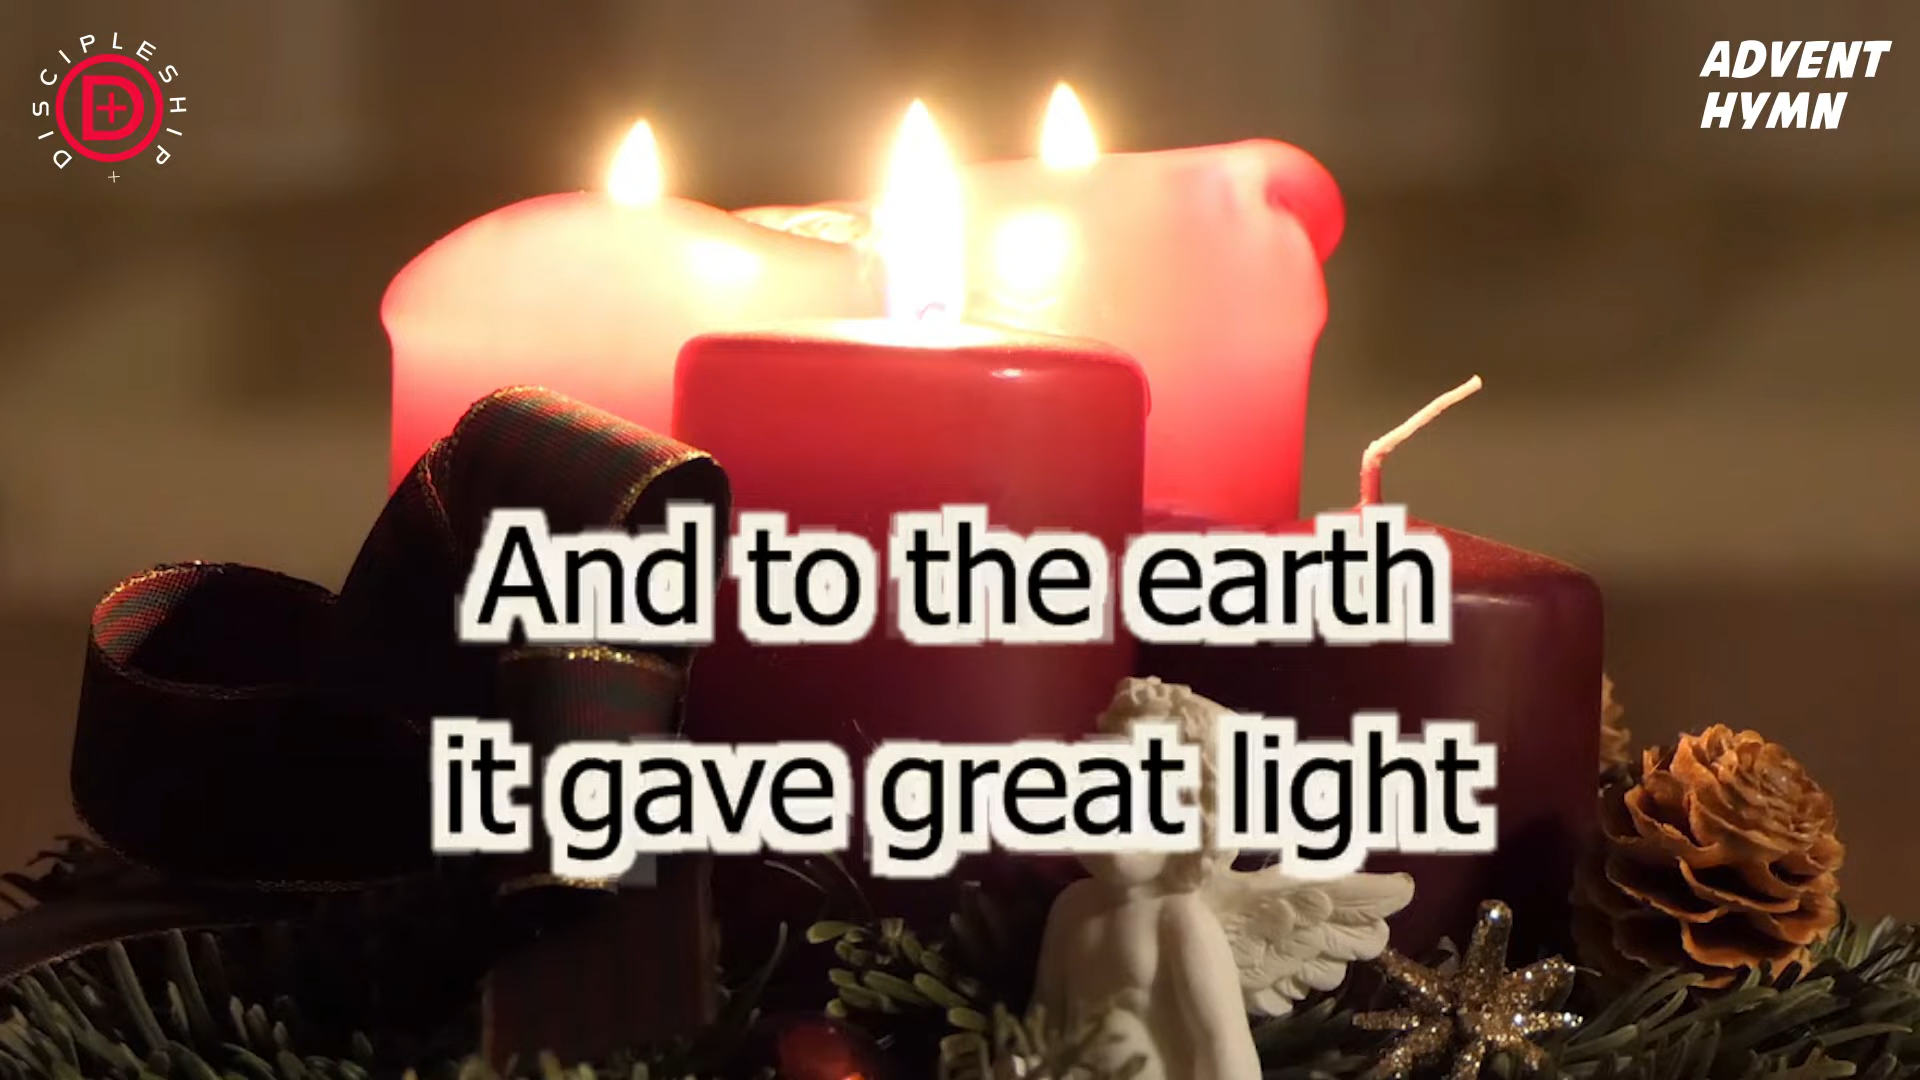 DISCIPLESHIP
D+
+
ADVENT
HYMN
And to the earth
it gave great light